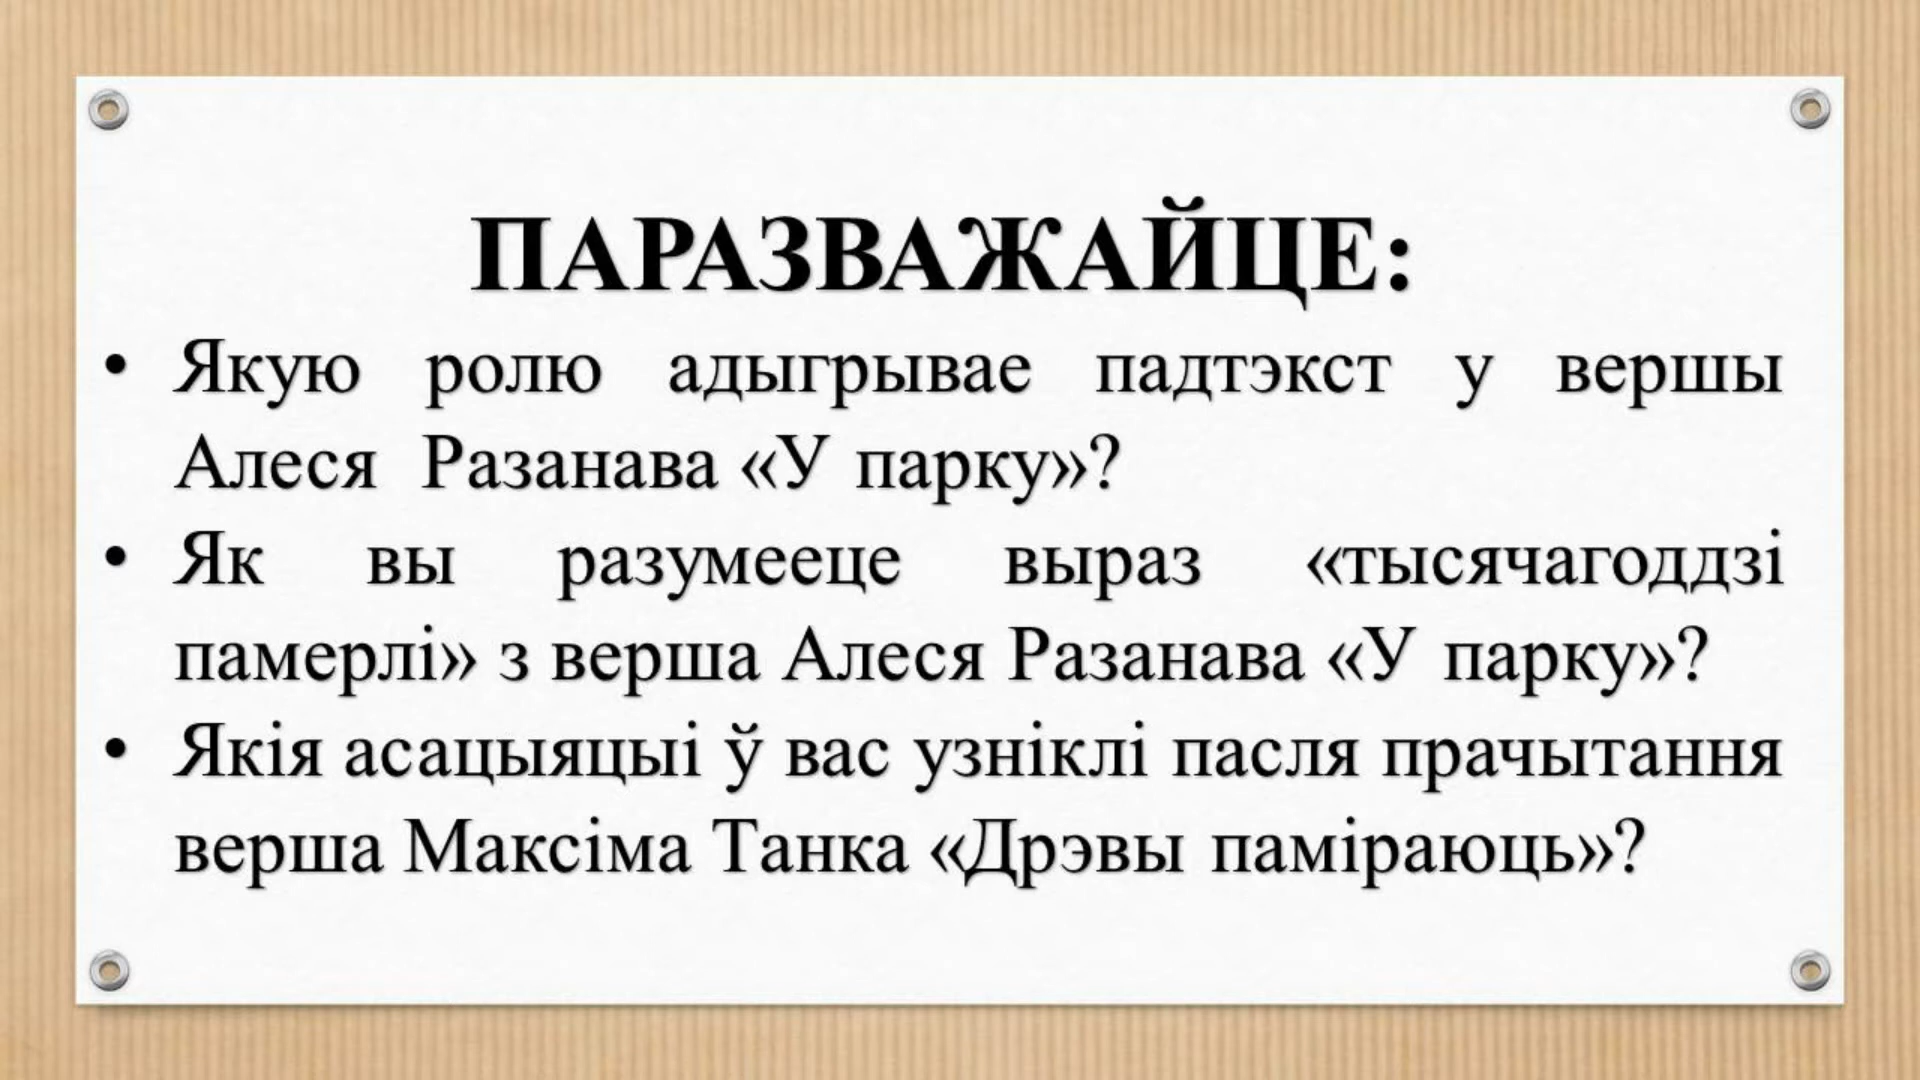 ПАРАЗВАЖАЙЦЕ:
• Якую ролю адыгрывае падтэкст у вершы
Алеся Разанава «У парку»?
• Як вы разумееце выраз «тысячагоддзі
памерлі» з верша Алеся Разанава «У парку»?
• Якія асацыяцыі ў вас узніклі пасля прачытання
верша Максіма Танка «Дрэвы паміраюць»?